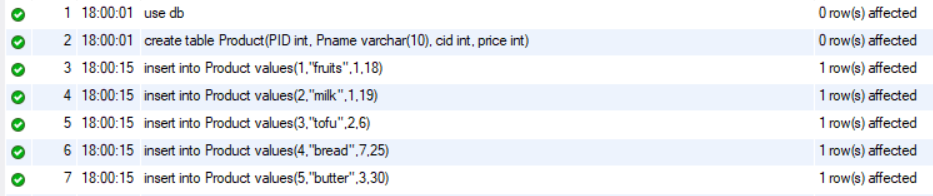 1 18:00:01 use db 0 row(s) affected
2 18:00:01 create table Product(PID int, Pname varchar(10), cid int, price int) 0 row(s) affected
3 18:00:15 insert into Product values(1,"fruits",1,18) 1 row(s) affected
4 18:00:15 insert into Product values(2,"milk",1,19) 1 row(s) affected
5 18:00:15 insert into Product values(3,"tofu",2,6) 1 row(s) affected
6 18:00:15 insert into Product values(4,"bread",7,25) 1 row(s) affected
7 18:00:15 insert into Product values(5,"butter",3,30) 1 row(s) affected